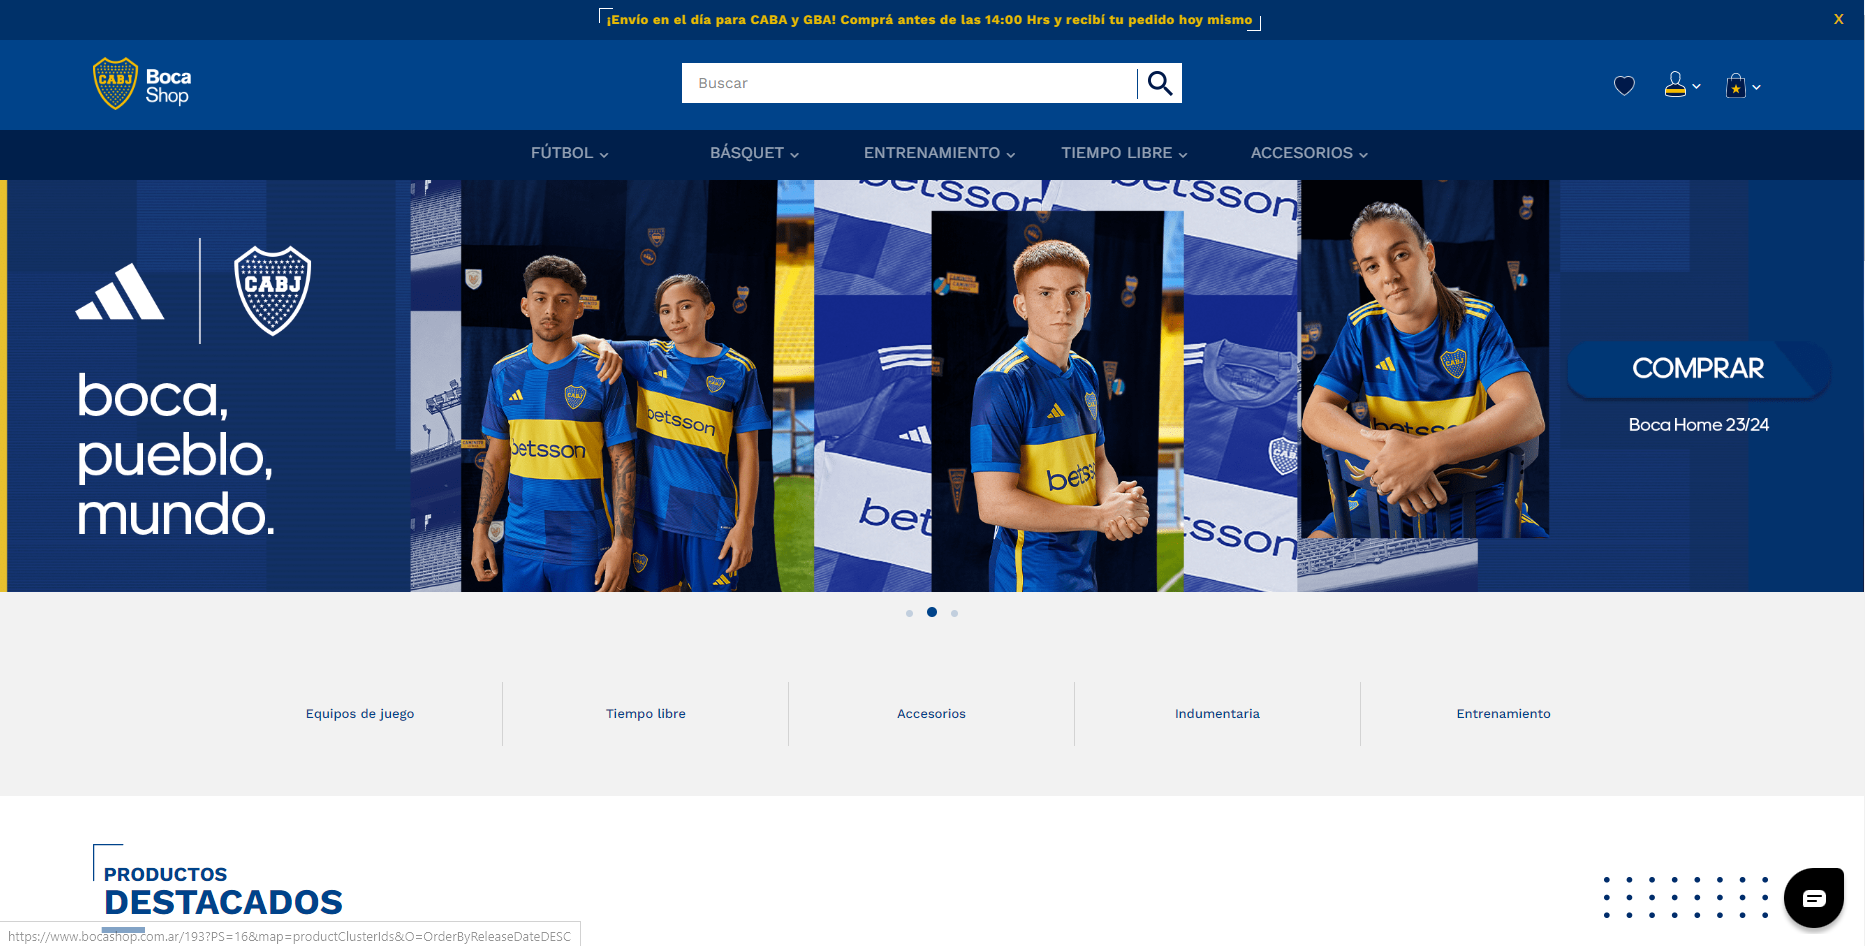 ¡Envío en el día para CABA y GBA! Comprá antes de las 14:00 Hrs y recibí tu pedido hoy mismo
X
CABJ
Boca
Shop
Buscar
FÚTBOL
BÁSQUET
ENTRENAMIENTO
TIEMPO LIBRE
ACCESORIOS
CABJ
boca,
pueblo,
mundo.
betsson
betsson
betsson
betsson
COMPRAR
Boca Home 23/24
Equipos de juego
Tiempo libre
Accesorios
Indumentaria
Entrenamiento
PRODUCTOS
DESTACADOS
https://www.bocashop.com.ar/193?PS=16&map=productClusterIds&O=OrderByReleaseDateDESC